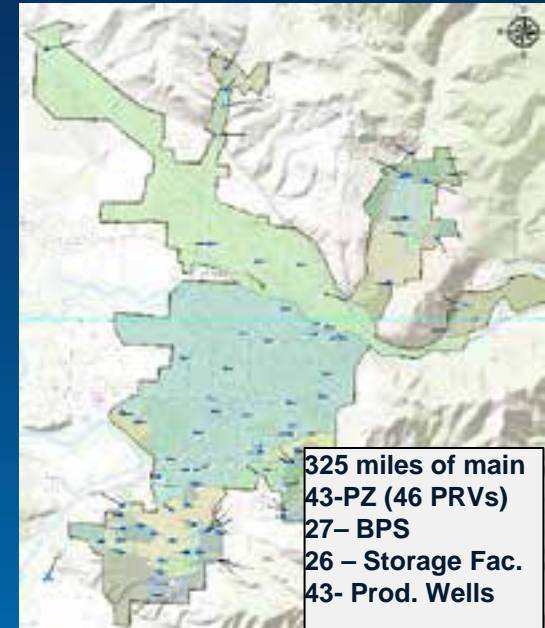 325 miles of main
43-PZ (46 PRVs)
27– BPS
26 – Storage Fac.
43- Prod. Wells